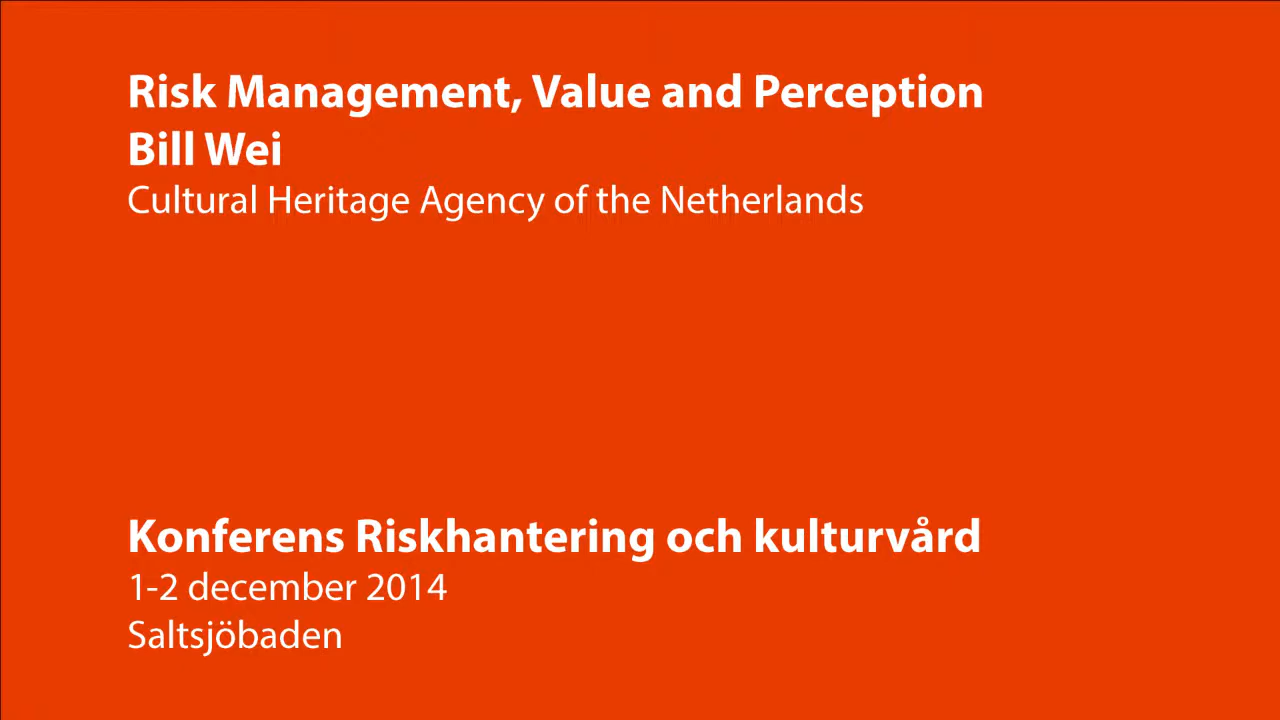 Risk Management, Value and Perception
Bill Wei
Cultural Heritage Agency of the Netherlands
Konferens Riskhantering och kulturvård
1-2 december 2014
Saltsjöbaden